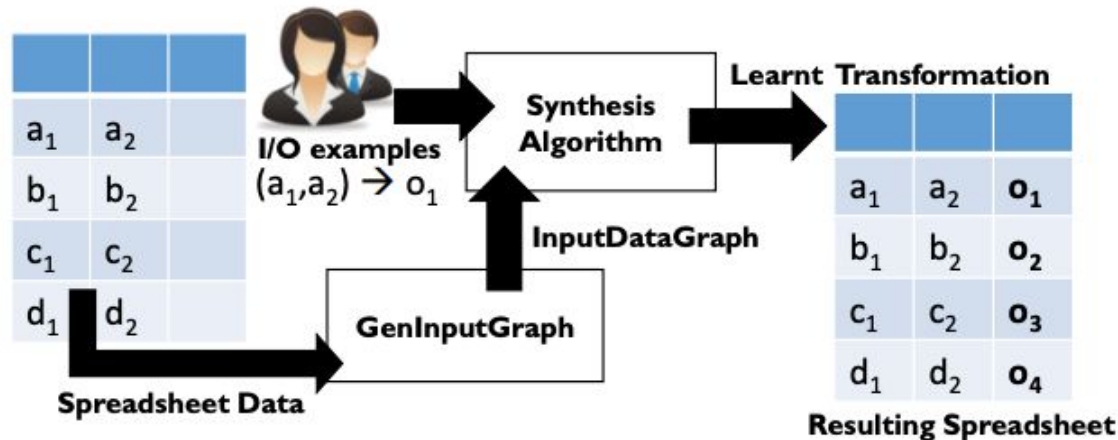 a₁ a₂
b₁ b₂
c₁ c₂
d₁ d₂
I/O examples
(a₁,a₂) → o₁
Synthesis
Algorithm
Learnt Transformation
InputDataGraph
GenInputGraph
Spreadsheet Data
a₁ a₂ o₁
b₁ b₂ o₂
c₁ c₂ o₃
d₁ d₂ o₄
Resulting Spreadsheet